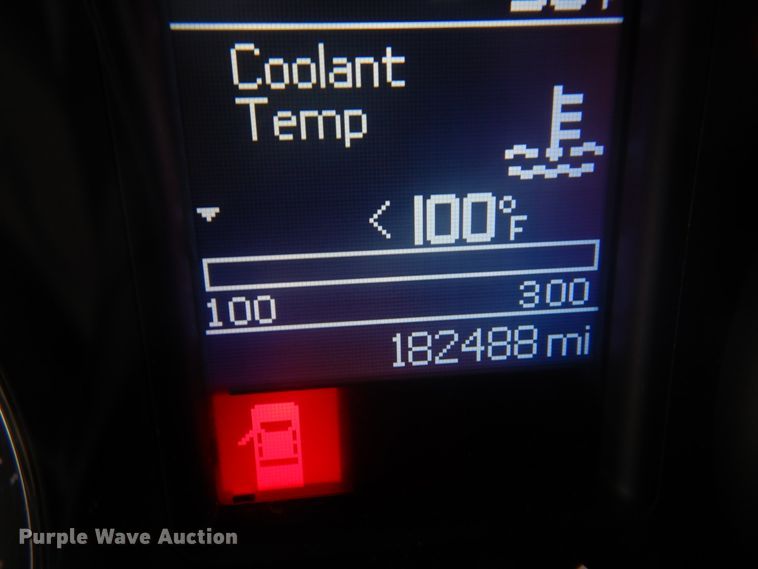 Coolant
Temp
< 100°F
100 300
182488 mi
Purple Wave Auction